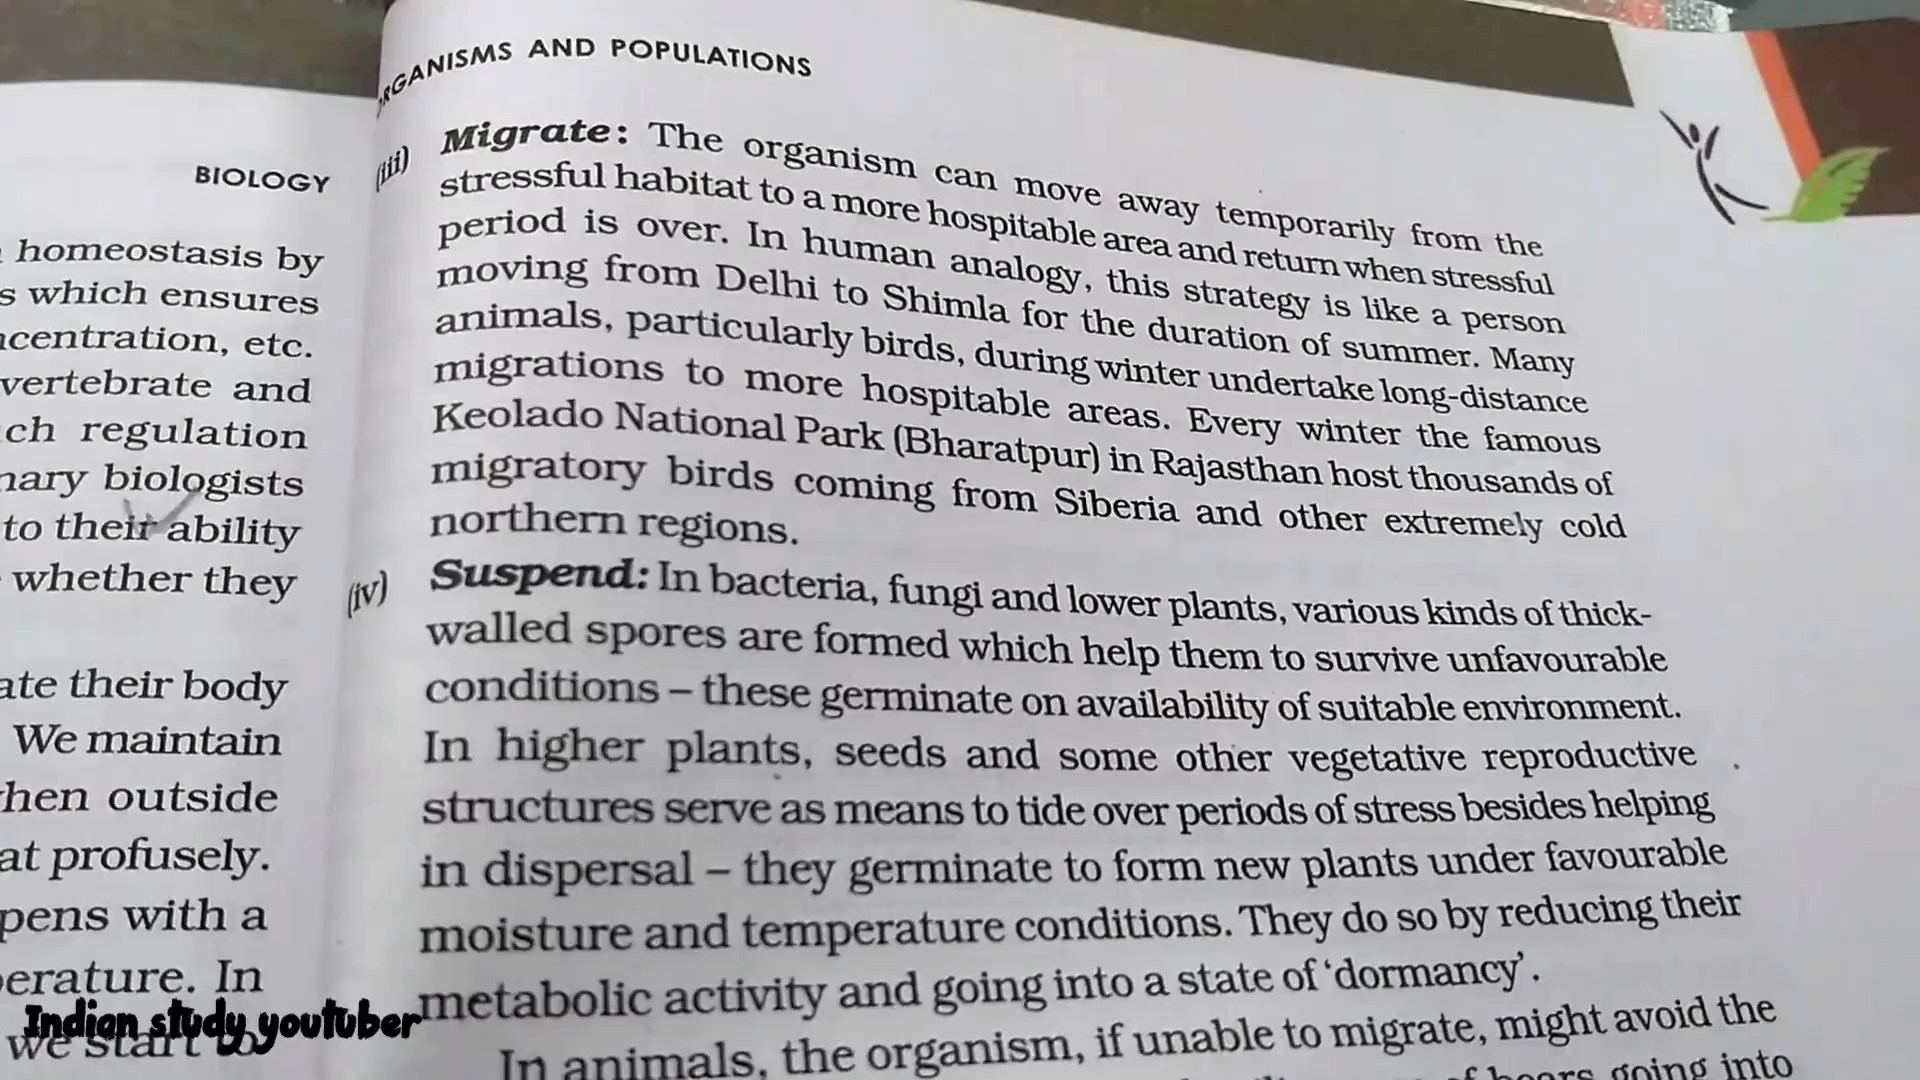 BIOLOGY
homeostasis by
s which ensures
ncentration, etc.
vertebrate and
ch regulation
nary biologists
to their ability
whether they
ate their body
We maintain
hen outside
at profusely.
pens with a
perature. In
we start to
ORGANISMS AND POPULATIONS
(iii) Migrate: The organism can move away temporarily from the
stressful habitat to a more hospitable area and return when stressful
period is over. In human analogy, this strategy is like a person
moving from Delhi to Shimla for the duration of summer. Many
animals, particularly birds, during winter undertake long-distance
migrations to more hospitable areas. Every winter the famous
Keolado National Park (Bharatpur) in Rajasthan host thousands of
migratory birds coming from Siberia and other extremely cold
northern regions.
(iv) Suspend: In bacteria, fungi and lower plants, various kinds of thick-
walled spores are formed which help them to survive unfavourable
conditions – these germinate on availability of suitable environment.
In higher plants, seeds and some other vegetative reproductive
structures serve as means to tide over periods of stress besides helping
in dispersal – they germinate to form new plants under favourable
moisture and temperature conditions. They do so by reducing their
metabolic activity and going into a state of ‘dormancy’.
In animals, the organism, if unable to migrate, might avoid the
of bears going into
Indian study youtuber